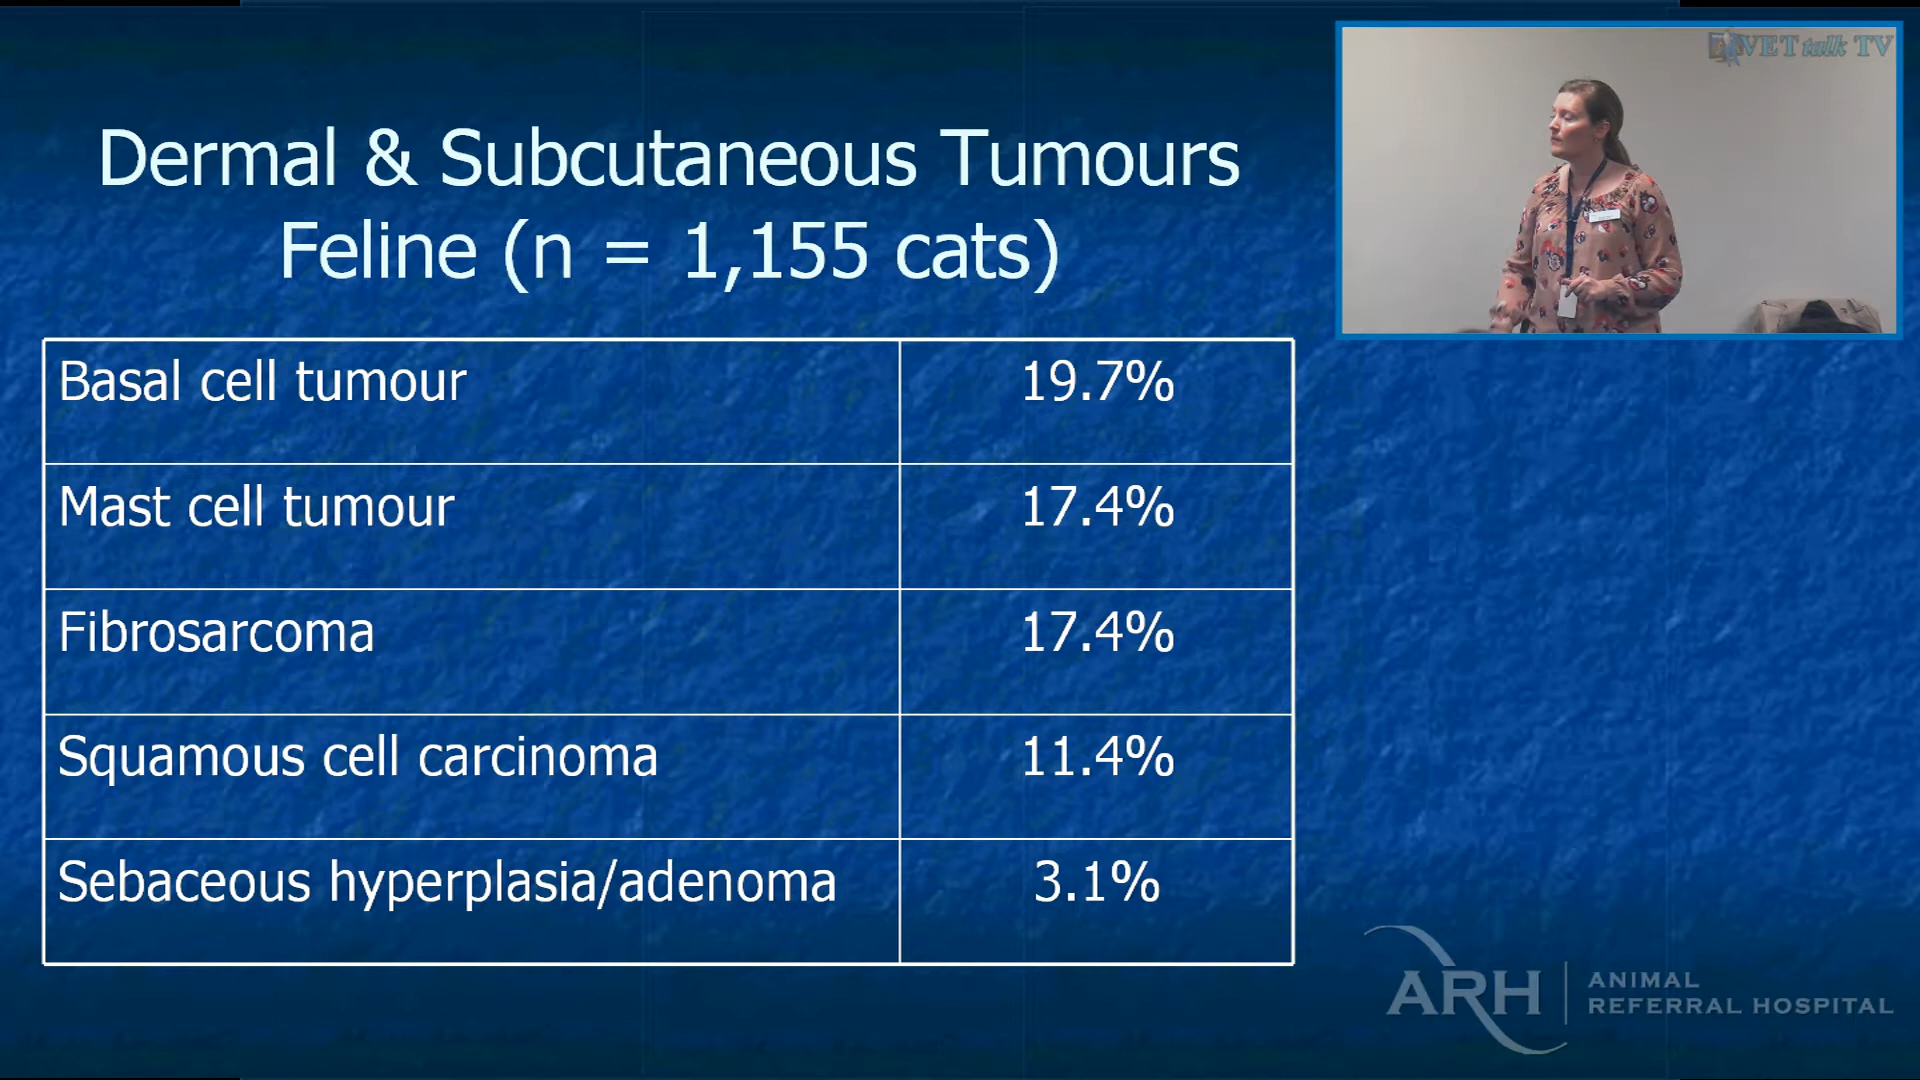 Dermal & Subcutaneous Tumours
Feline (n = 1,155 cats)
Basal cell tumour 19.7%
Mast cell tumour 17.4%
Fibrosarcoma 17.4%
Squamous cell carcinoma 11.4%
Sebaceous hyperplasia/adenoma 3.1%
VET talk TV
ARH ANIMAL
REFERRAL HOSPITAL